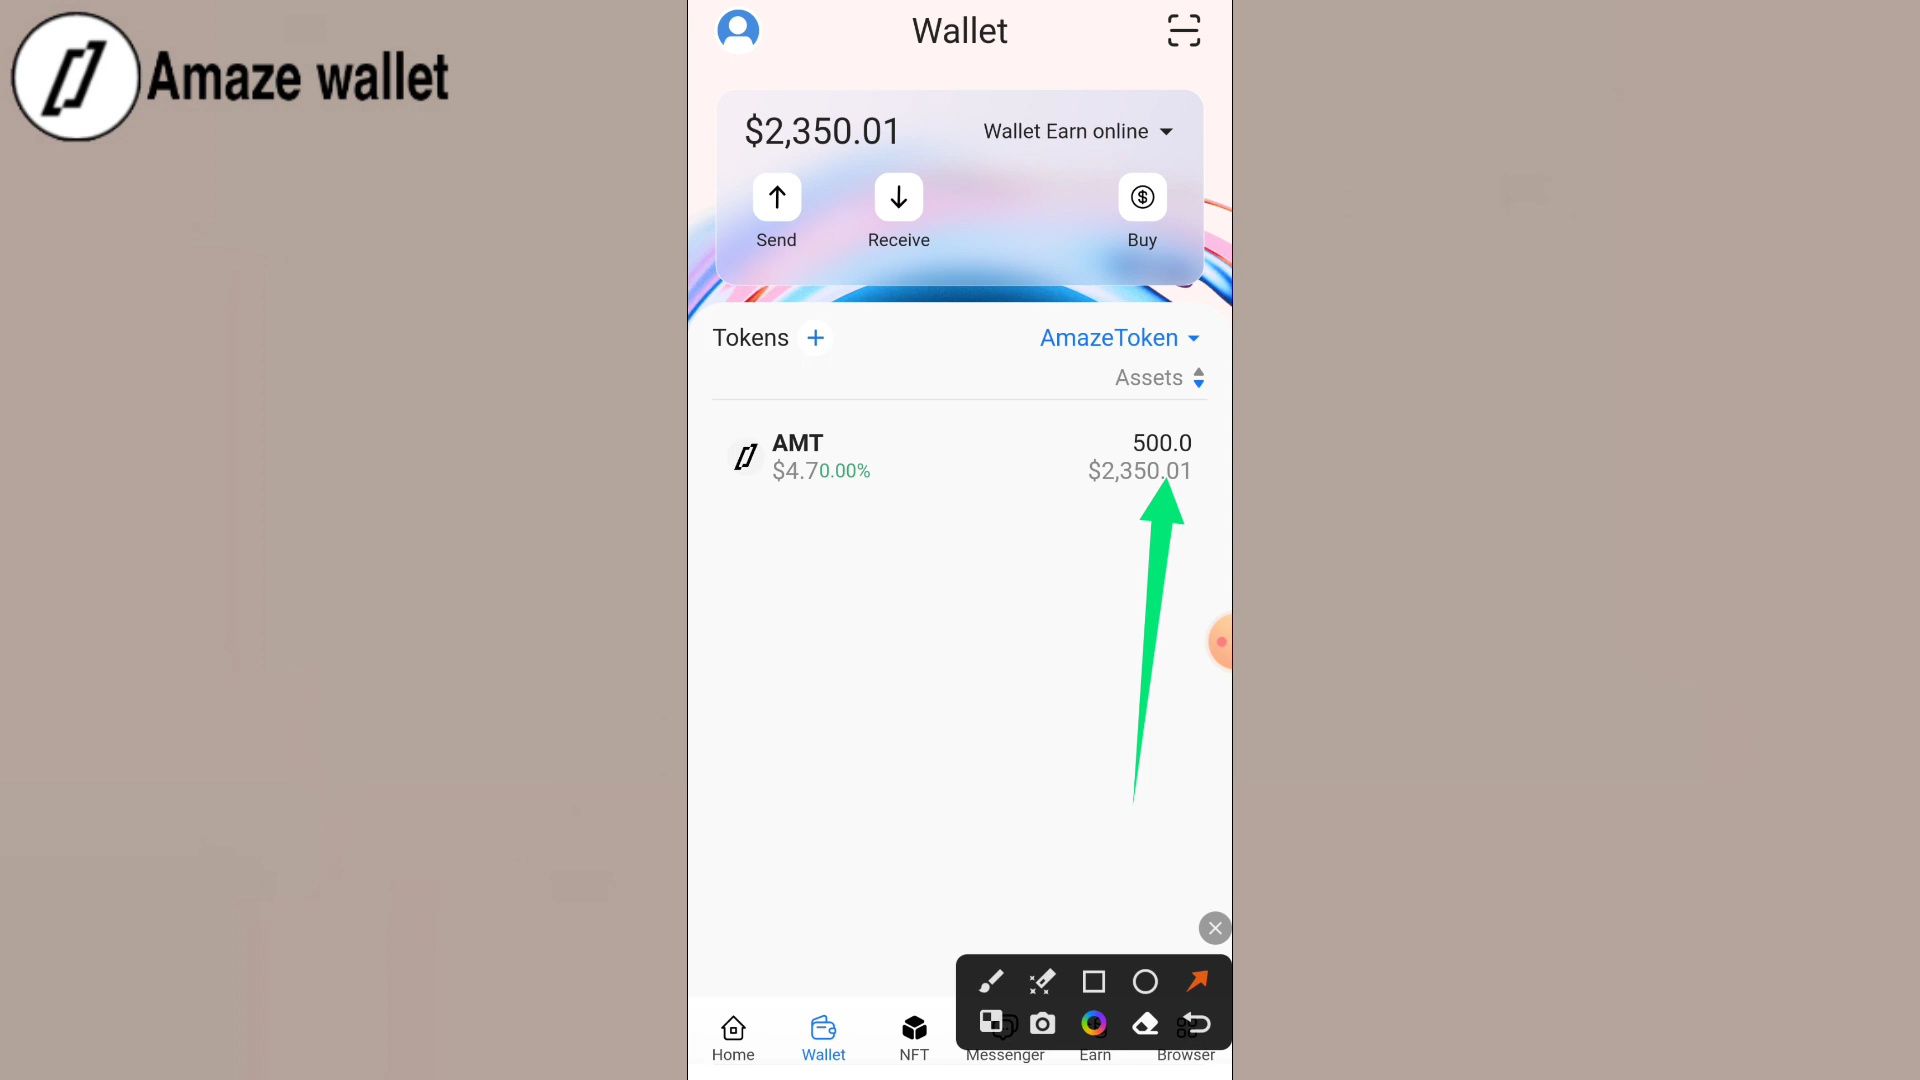 Amaze wallet
Wallet
$2,350.01
Wallet Earn online
Send
Receive
Buy
Tokens +
AmazeToken
Assets
AMT
500.0
$4.70.00%
$2,350.01
Home
Wallet
NFT
Messenger
Earn
Browser